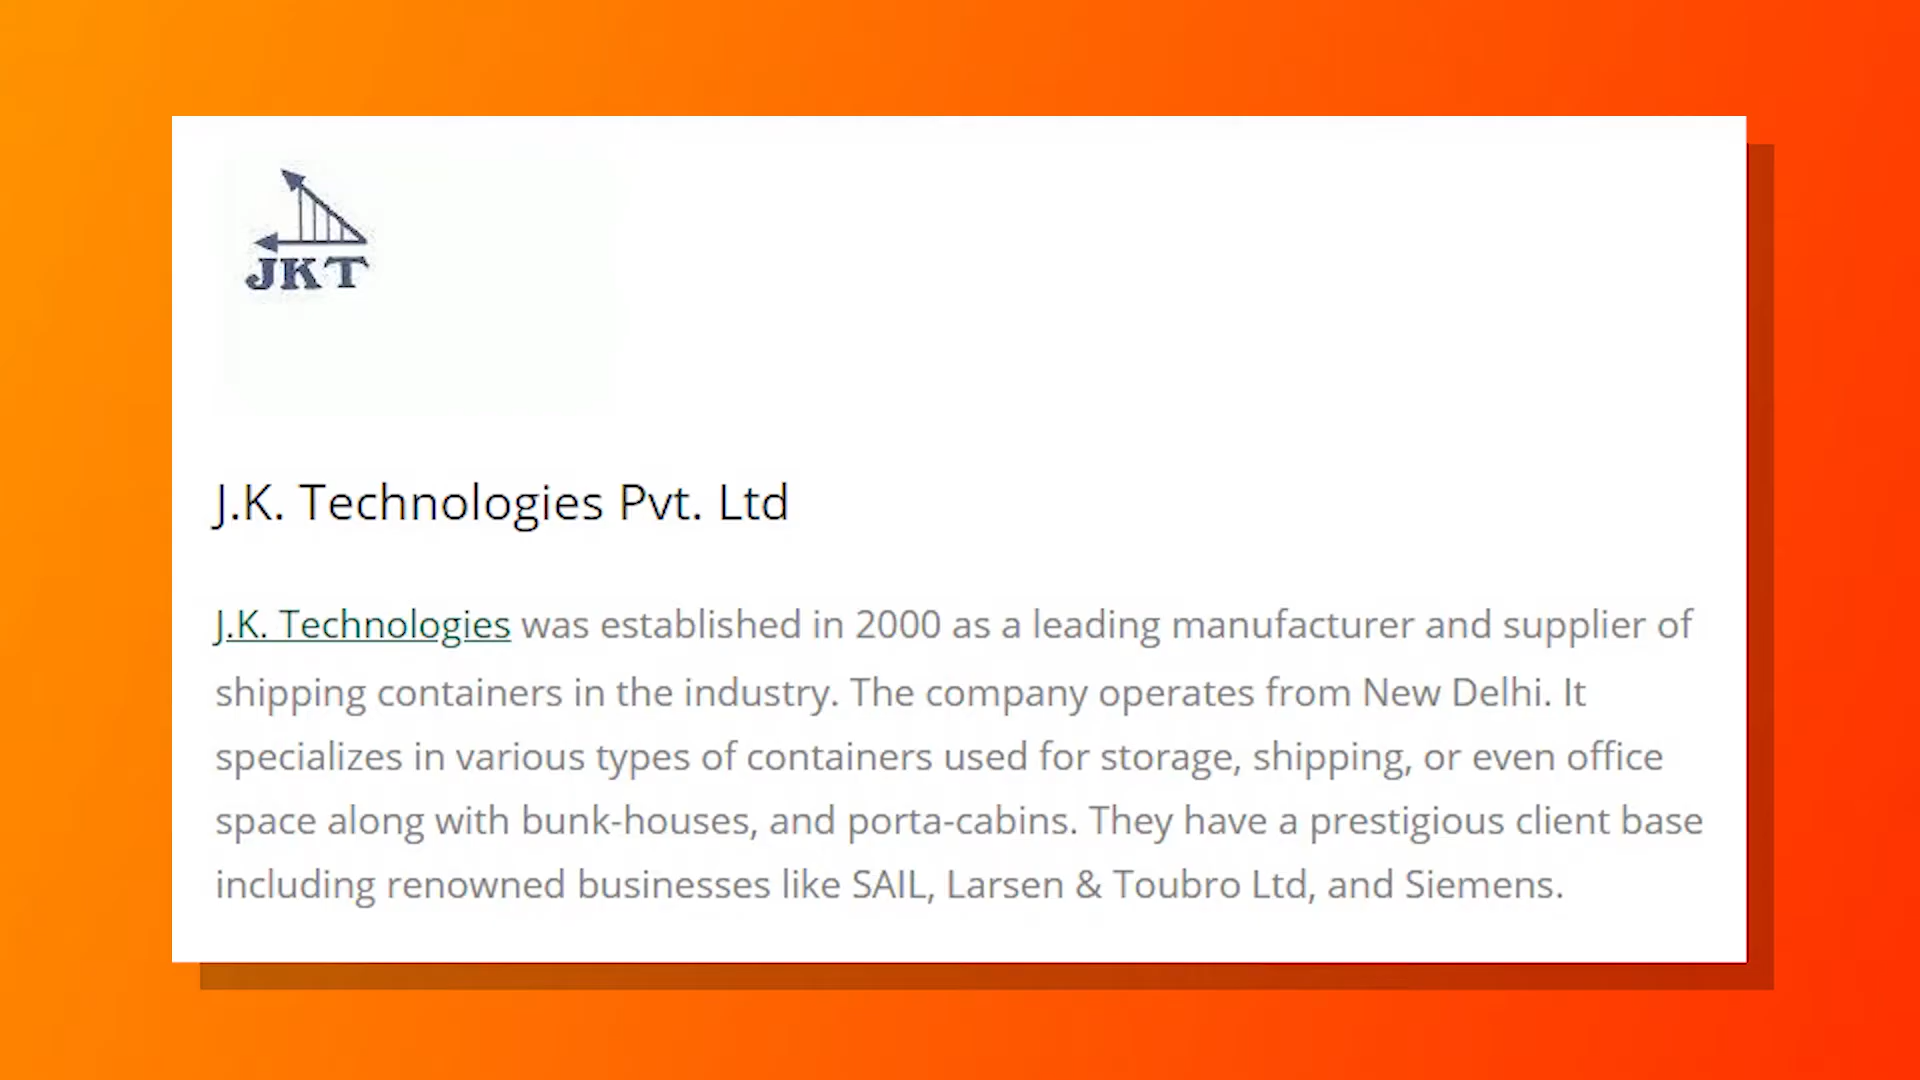 JKT
J.K. Technologies Pvt. Ltd
J.K. Technologies was established in 2000 as a leading manufacturer and supplier of
shipping containers in the industry. The company operates from New Delhi. It
specializes in various types of containers used for storage, shipping, or even office
space along with bunk-houses, and porta-cabins. They have a prestigious client base
including renowned businesses like SAIL, Larsen & Toubro Ltd, and Siemens.